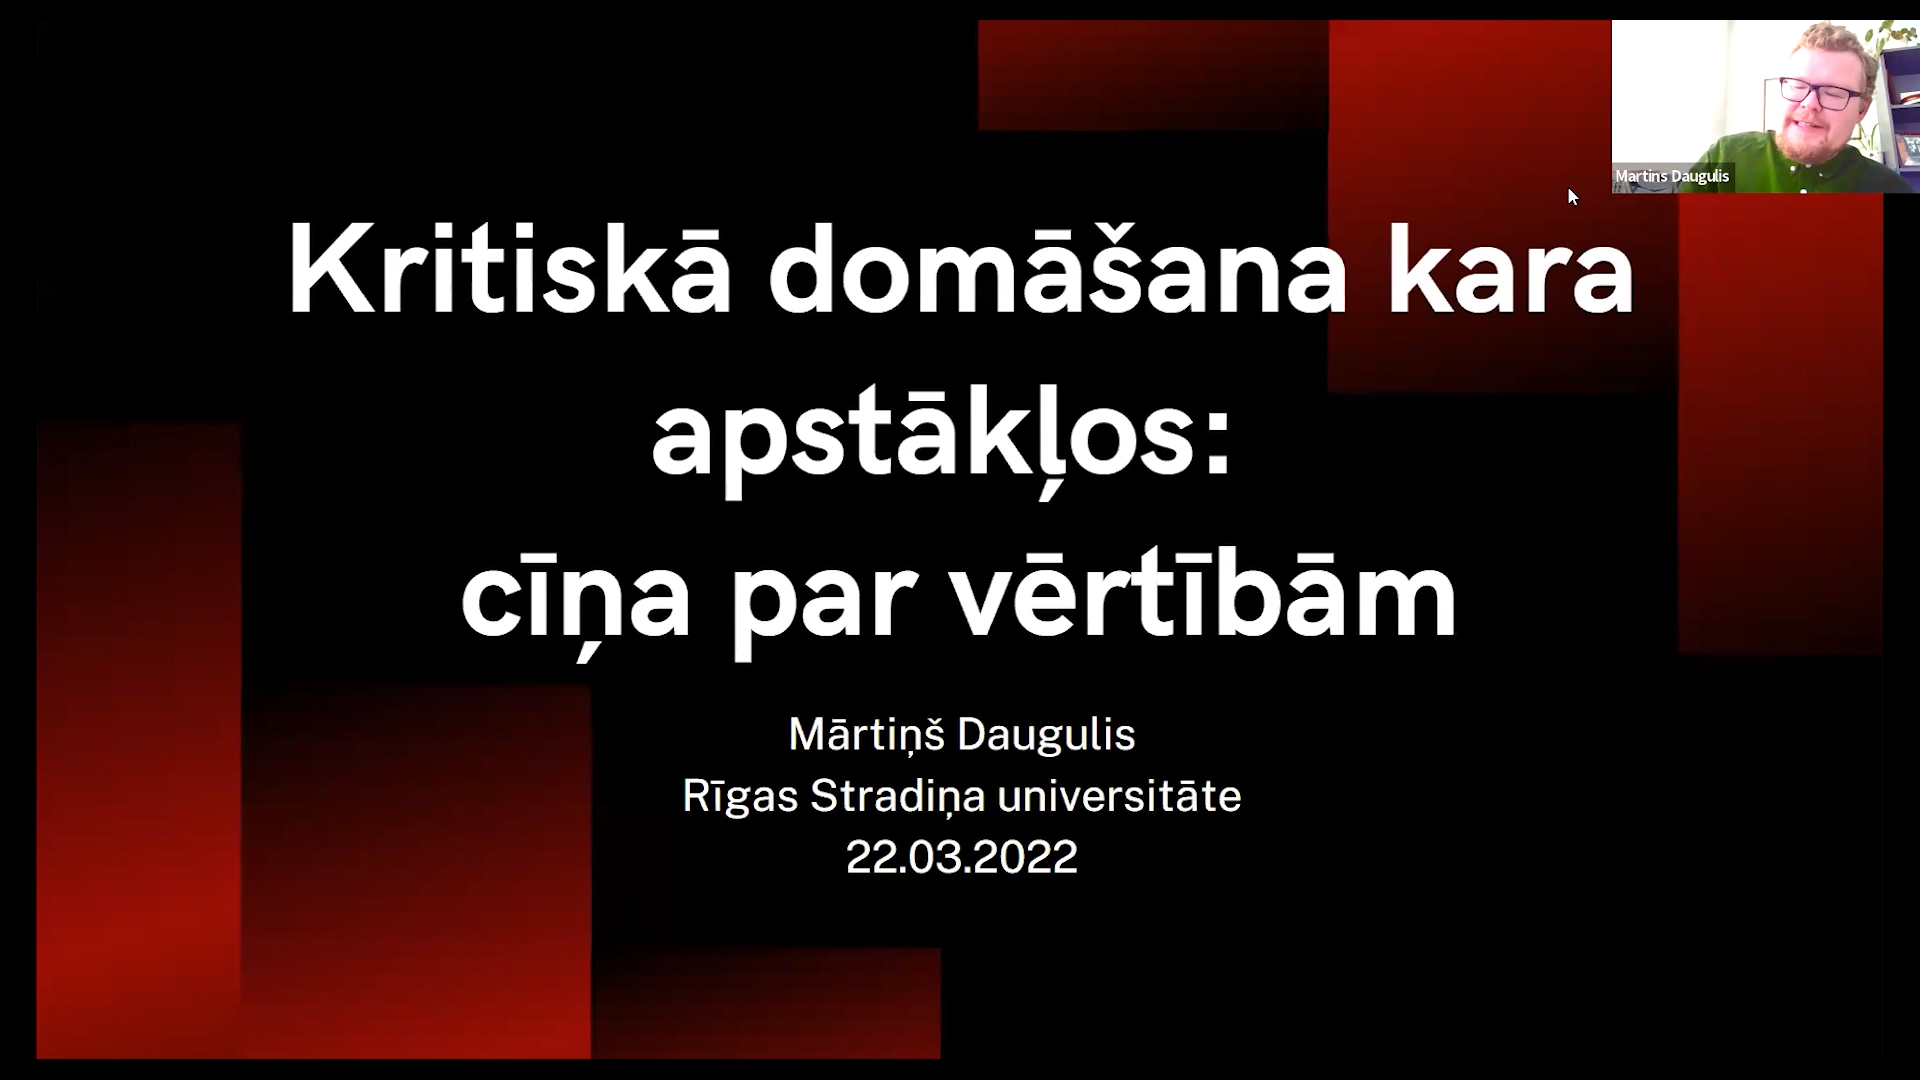 Martins Daugulis
Kritiskā domāšana kara
apstākļos:
cīņa par vērtībām
Mārtiņš Daugulis
Rīgas Stradiņa universitāte
22.03.2022